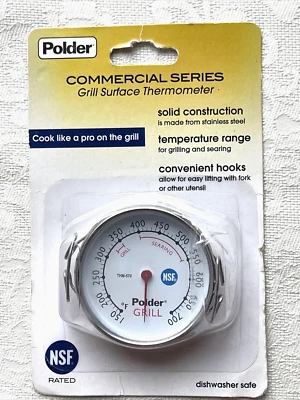 Polder
COMMERCIAL SERIES
Grill Surface Thermometer
solid construction
is made from stainless steel
Cook like a pro on the grill
temperature range
for grilling and searing
convenient hooks
allow for easy lifting with fork
or other utensil
150 200 250 300 350 400 450 500 550 600 700
°F
GRILL
SEARING
THM-570
NSF
Polder
GRILL
NSF
RATED
dishwasher safe